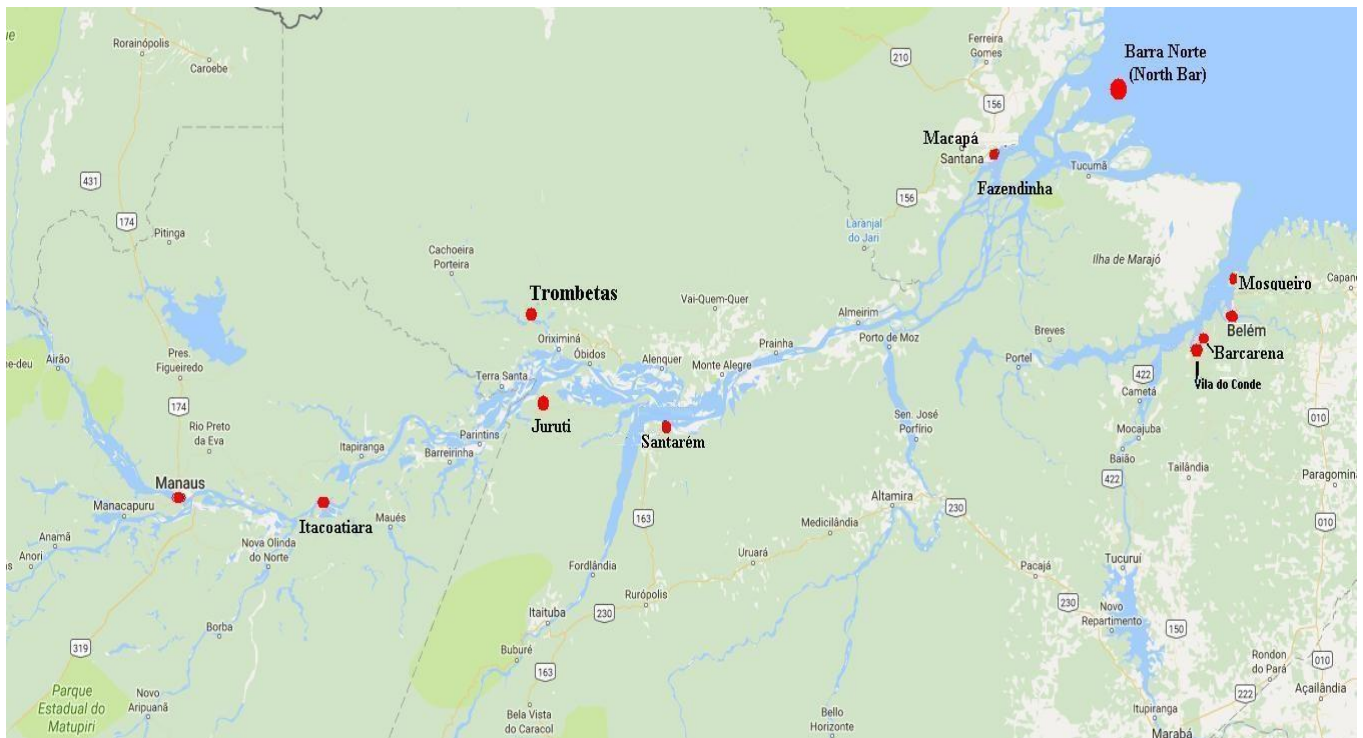 Rorainópolis
Caroebe
Ferreira
Gomes
210
Barra Norte
(North Bar)
156
Macapá
Santana
Tucumã
Fazendinha
431
156
174
Pitinga
Laranjal
do Jari
Cachoeira
Porteira
Ilha de Marajó
Mosqueiro
Capane
Trombetas
Vai-Quem-Quer
Belém
Almeirim
Oriximiná
Óbidos
Alenquer
Prainha
Porto de Moz
Breves
Barcarena
Airão
Pres.
Figueiredo
Monte Alegre
Portel
Vila do Conde
ne-deu
Terra Santa
422
Cametá
174
Juruti
Rio Preto
da Eva
Itapiranga
Parintins
Santarém
Sen. José
Porfírio
010
Mocajuba
Barreirinha
Baião
Tailândia
422
Paragomin
Manaus
Manacapuru
Itacoatiara
Maués
Altamira
230
163
Medicilândia
010
Anamã
Nova Olinda
do Norte
Anori
Uruará
Tucuruí
Fordlândia
Pacajá
Rurópolis
230
230
Itaituba
Novo
Repartimento
Borba
150
319
Buburé
163
Rondon
do Pará
010
Parque
Estadual do
Matupiri
Novo
Aripuanã
222
Açailândia
Bela Vista
do Caracol
Bello
Horizonte
Itupiranga
Marabá